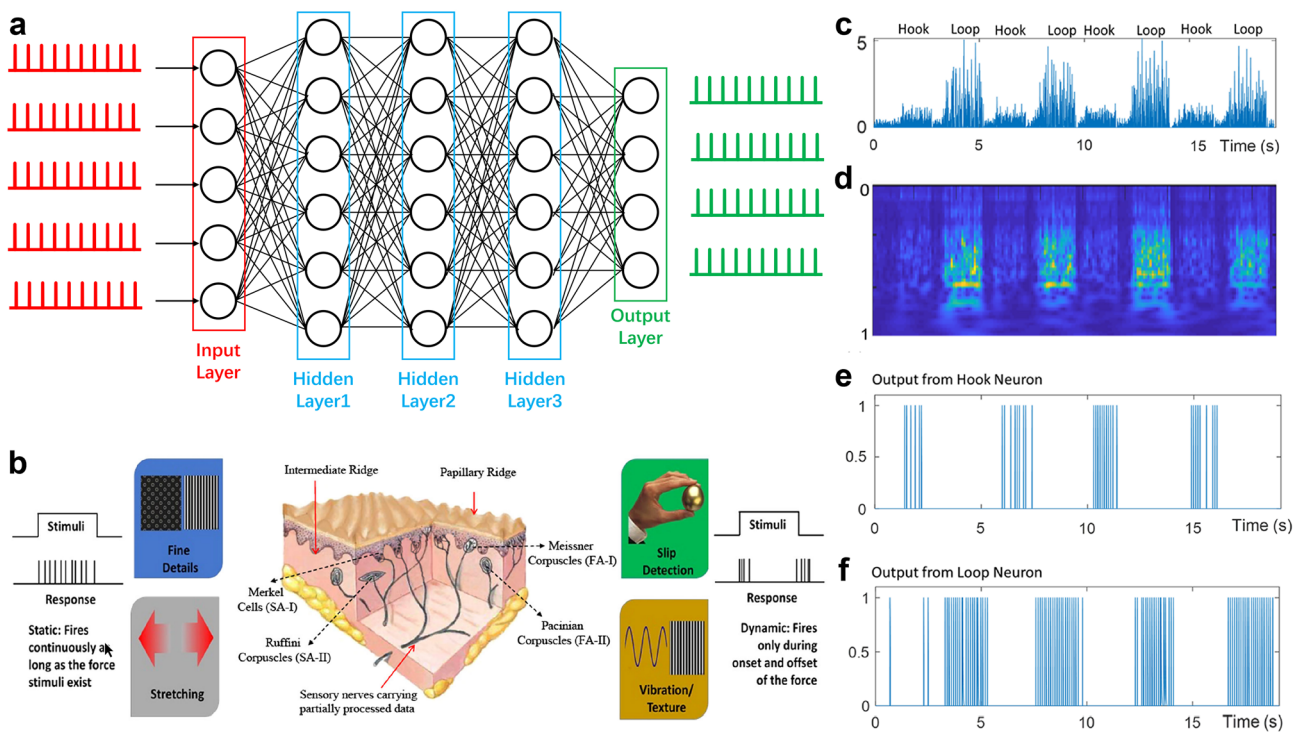 a
Input
Layer
Hidden
Layer1
Hidden
Layer2
Hidden
Layer3
Output
Layer
b
Stimuli
Response
Static: Fires
continuously a
long as the force
stimuli exist
Fine
Details
Stretching
Intermediate Ridge
Papillary Ridge
Merkel
Cells (SA-I)
Ruffini
Corpuscles (SA-II)
Sensory nerves carrying
partially processed data
Meissner
Corpuscles (FA-I)
Pacinian
Corpuscles (FA-II)
Slip
Detection
Vibration/
Texture
Stimuli
Response
Dynamic: Fires
only during
onset and offset
of the force
c
Hook Loop Hook Loop Hook Loop Hook Loop
5
0
0 5 10 15 Time (s)
d
0
1
e
Output from Hook Neuron
1
0.5
0
0 5 10 15 Time (s)
f
Output from Loop Neuron
1
0.5
0
0 5 10 15 Time (s)